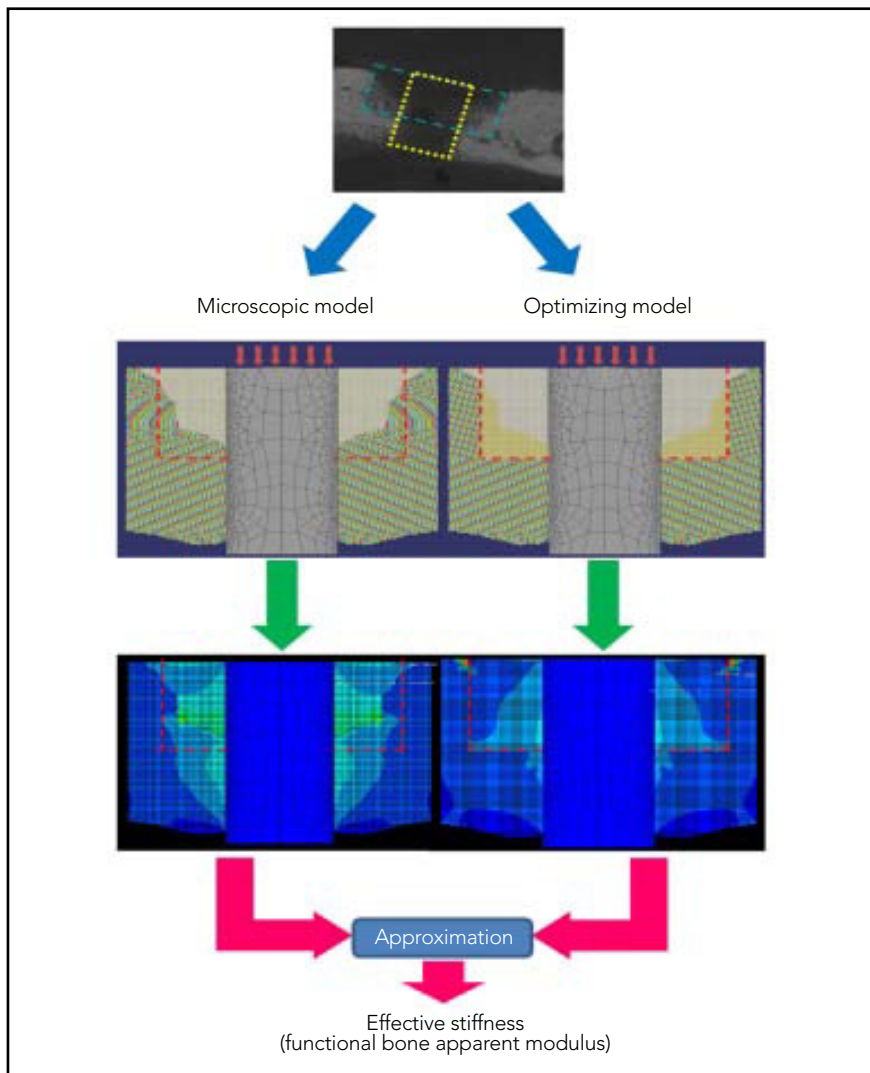 Microscopic model
Optimizing model
Approximation
Effective stiffness
(functional bone apparent modulus)